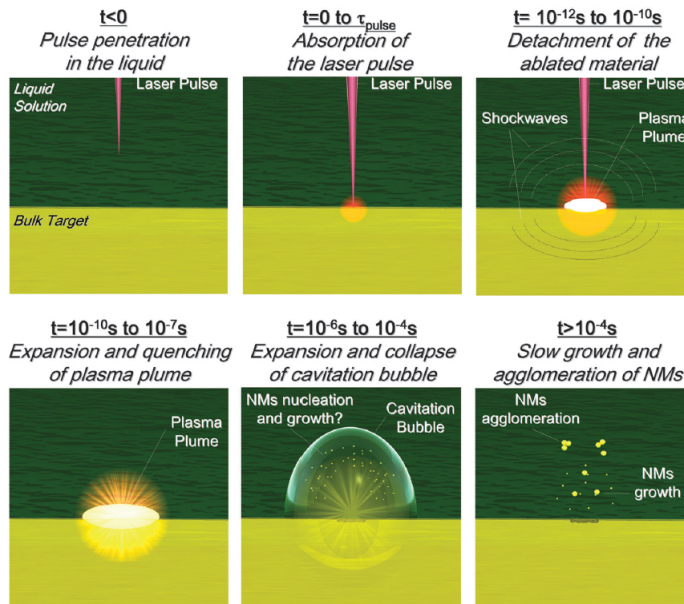 t<0
Pulse penetration
in the liquid
Liquid
Solution
Laser Pulse
Bulk Target
t=0 to τpulse
Absorption of
the laser pulse
Laser Pulse
t= 10⁻¹²s to 10⁻¹⁰s
Detachment of the
ablated material
Laser Pulse
Shockwaves
Plasma
Plume
t=10⁻¹⁰s to 10⁻⁷s
Expansion and quenching
of plasma plume
Plasma
Plume
t=10⁻⁶s to 10⁻⁴s
Expansion and collapse
of cavitation bubble
NMs nucleation
and growth?
Cavitation
Bubble
t>10⁻⁴s
Slow growth and
agglomeration of NMs
NMs
agglomeration
NMs
growth